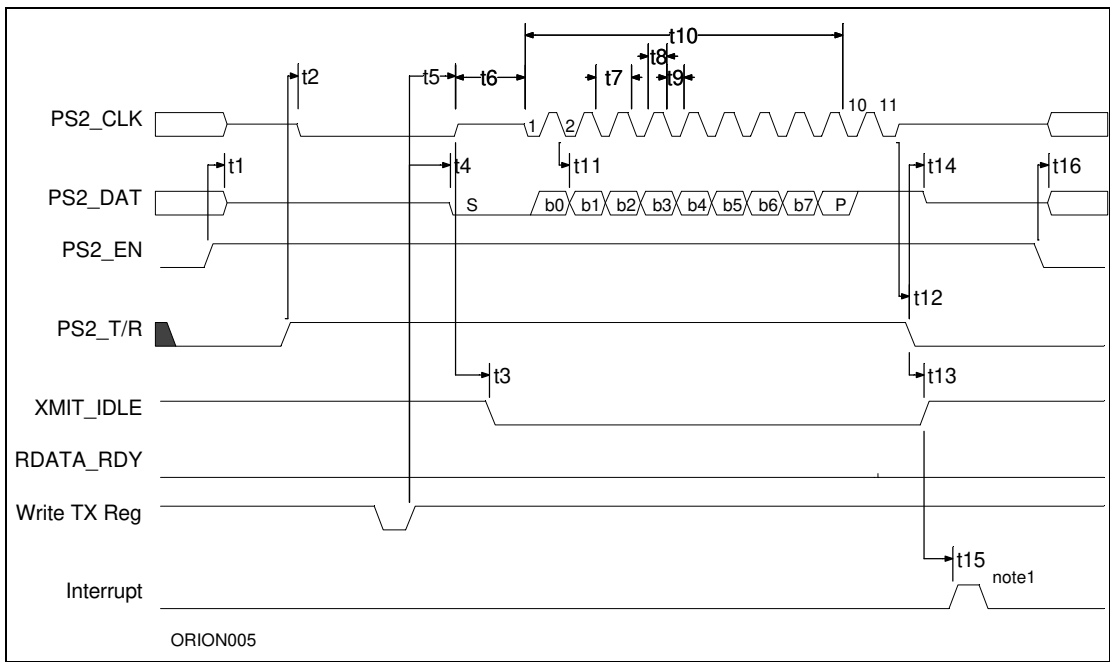 t10
t8
t2 t5 t6 t7 t9
PS2_CLK 1 2 10 11
t1 t4 t11 t14 t16
PS2_DAT S b0 b1 b2 b3 b4 b5 b6 b7 P
PS2_EN
t12
PS2_T/R
t3 t13
XMIT_IDLE
RDATA_RDY
Write TX Reg
t15
note1
Interrupt
ORION005